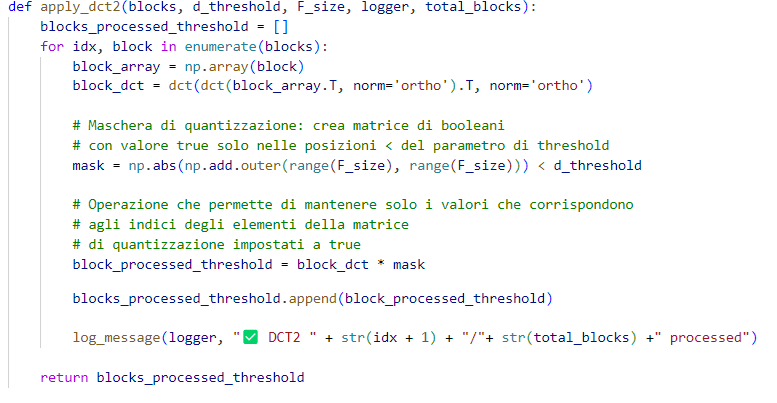 def apply_dct2(blocks, d_threshold, F_size, logger, total_blocks):
    blocks_processed_threshold = []
    for idx, block in enumerate(blocks):
        block_array = np.array(block)
        block_dct = dct(dct(block_array.T, norm='ortho').T, norm='ortho')

        # Maschera di quantizzazione: crea matrice di booleani
        # con valore true solo nelle posizioni < del parametro di threshold
        mask = np.abs(np.add.outer(range(F_size), range(F_size))) < d_threshold

        # Operazione che permette di mantenere solo i valori che corrispondono
        # agli indici degli elementi della matrice
        # di quantizzazione impostati a true
        block_processed_threshold = block_dct * mask

        blocks_processed_threshold.append(block_processed_threshold)

        log_message(logger, "✅ DCT2 " + str(idx + 1) + "/"+ str(total_blocks) +" processed")

    return blocks_processed_threshold